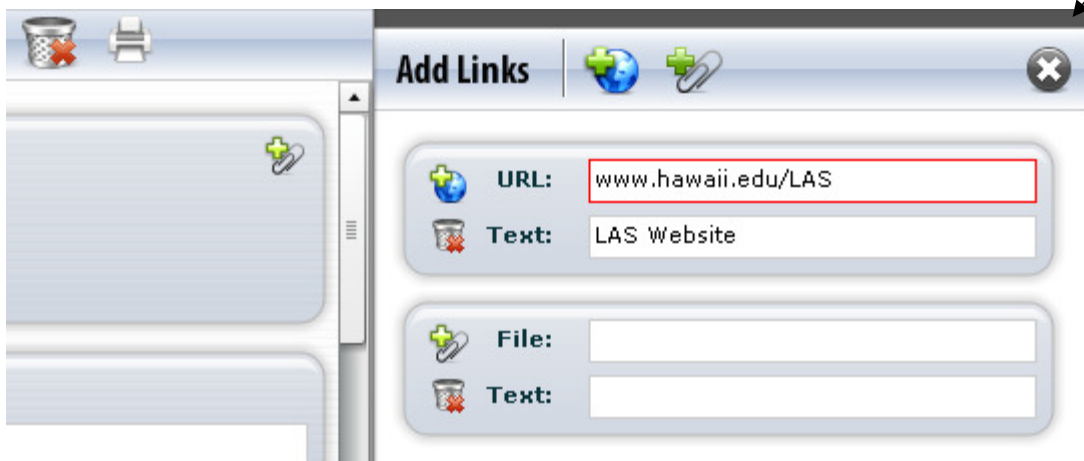 Add Links
URL: www.hawaii.edu/LAS
Text: LAS Website
File:
Text: